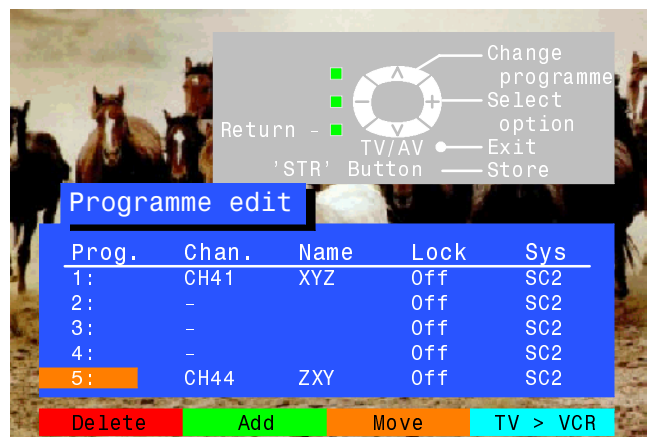 Change
programme
Select
option
Return -
TV/AV Exit
'STR' Button Store
Programme edit
Prog. Chan. Name Lock Sys
1: CH41 XYZ Off SC2
2: - Off SC2
3: - Off SC2
4: - Off SC2
5: CH44 ZXY Off SC2
Delete Add Move TV > VCR